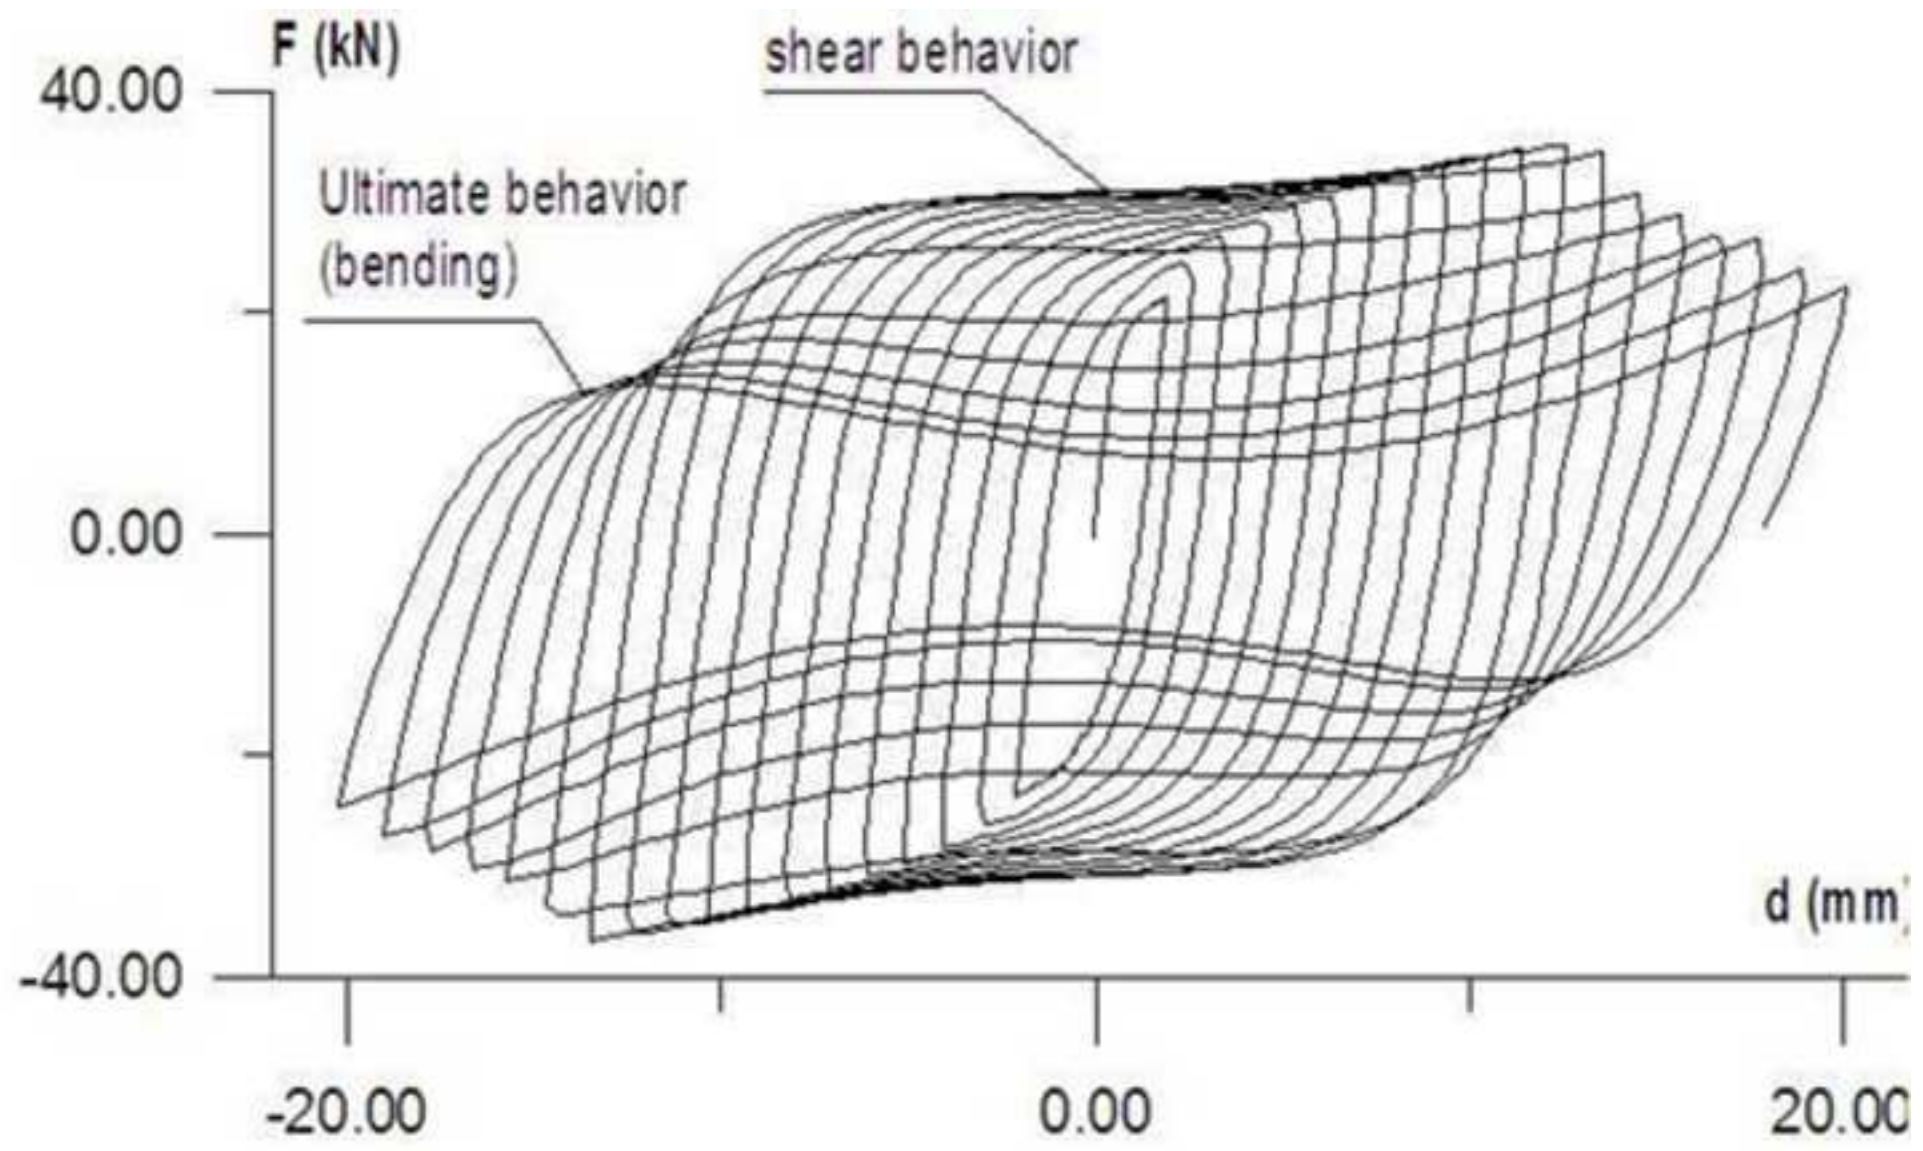 F (kN)
shear behavior
40.00
Ultimate behavior
(bending)
0.00
d (mm)
-40.00
-20.00
0.00
20.00